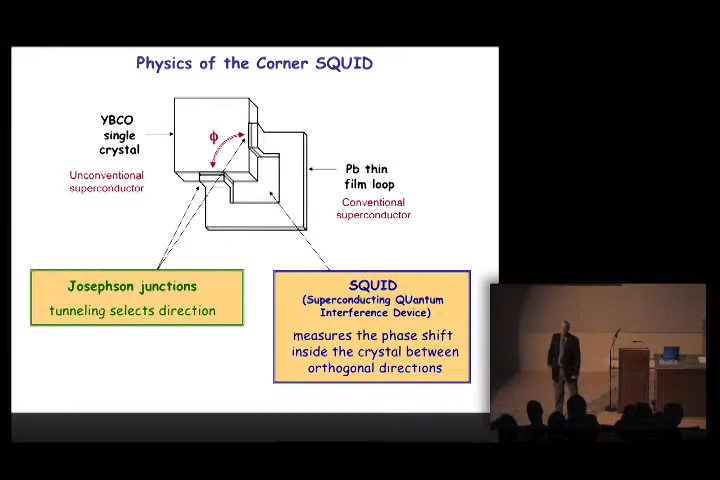 Physics of the Corner SQUID
YBCO
single
crystal
Unconventional
superconductor
ϕ
Pb thin
film loop
Conventional
superconductor
Josephson junctions
tunneling selects direction
SQUID
(Superconducting QUantum
Interference Device)
measures the phase shift
inside the crystal between
orthogonal directions